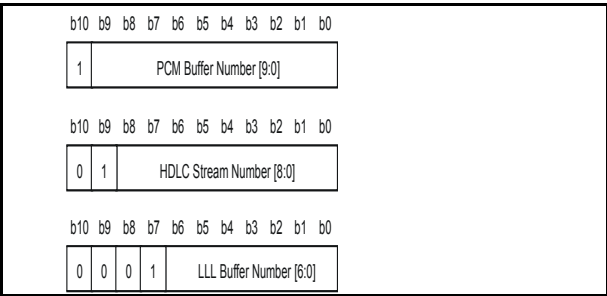 b10 b9 b8 b7 b6 b5 b4 b3 b2 b1 b0
1 PCM Buffer Number [9:0]
b10 b9 b8 b7 b6 b5 b4 b3 b2 b1 b0
0 1 HDLC Stream Number [8:0]
b10 b9 b8 b7 b6 b5 b4 b3 b2 b1 b0
0 0 0 1 LLL Buffer Number [6:0]